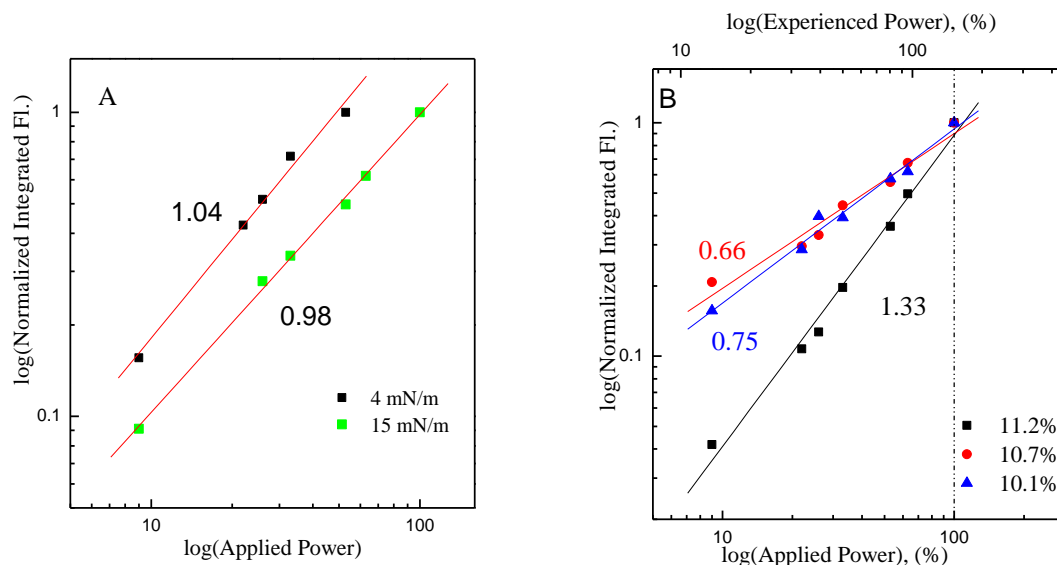 A
log(Normalized Integrated Fl.)
1
0.1
1.04
0.98
4 mN/m
15 mN/m
10
100
log(Applied Power)
log(Experienced Power), (%)
10
100
B
log(Normalized Integrated Fl.)
1
0.1
0.66
0.75
1.33
11.2%
10.7%
10.1%
10
100
log(Applied Power), (%)